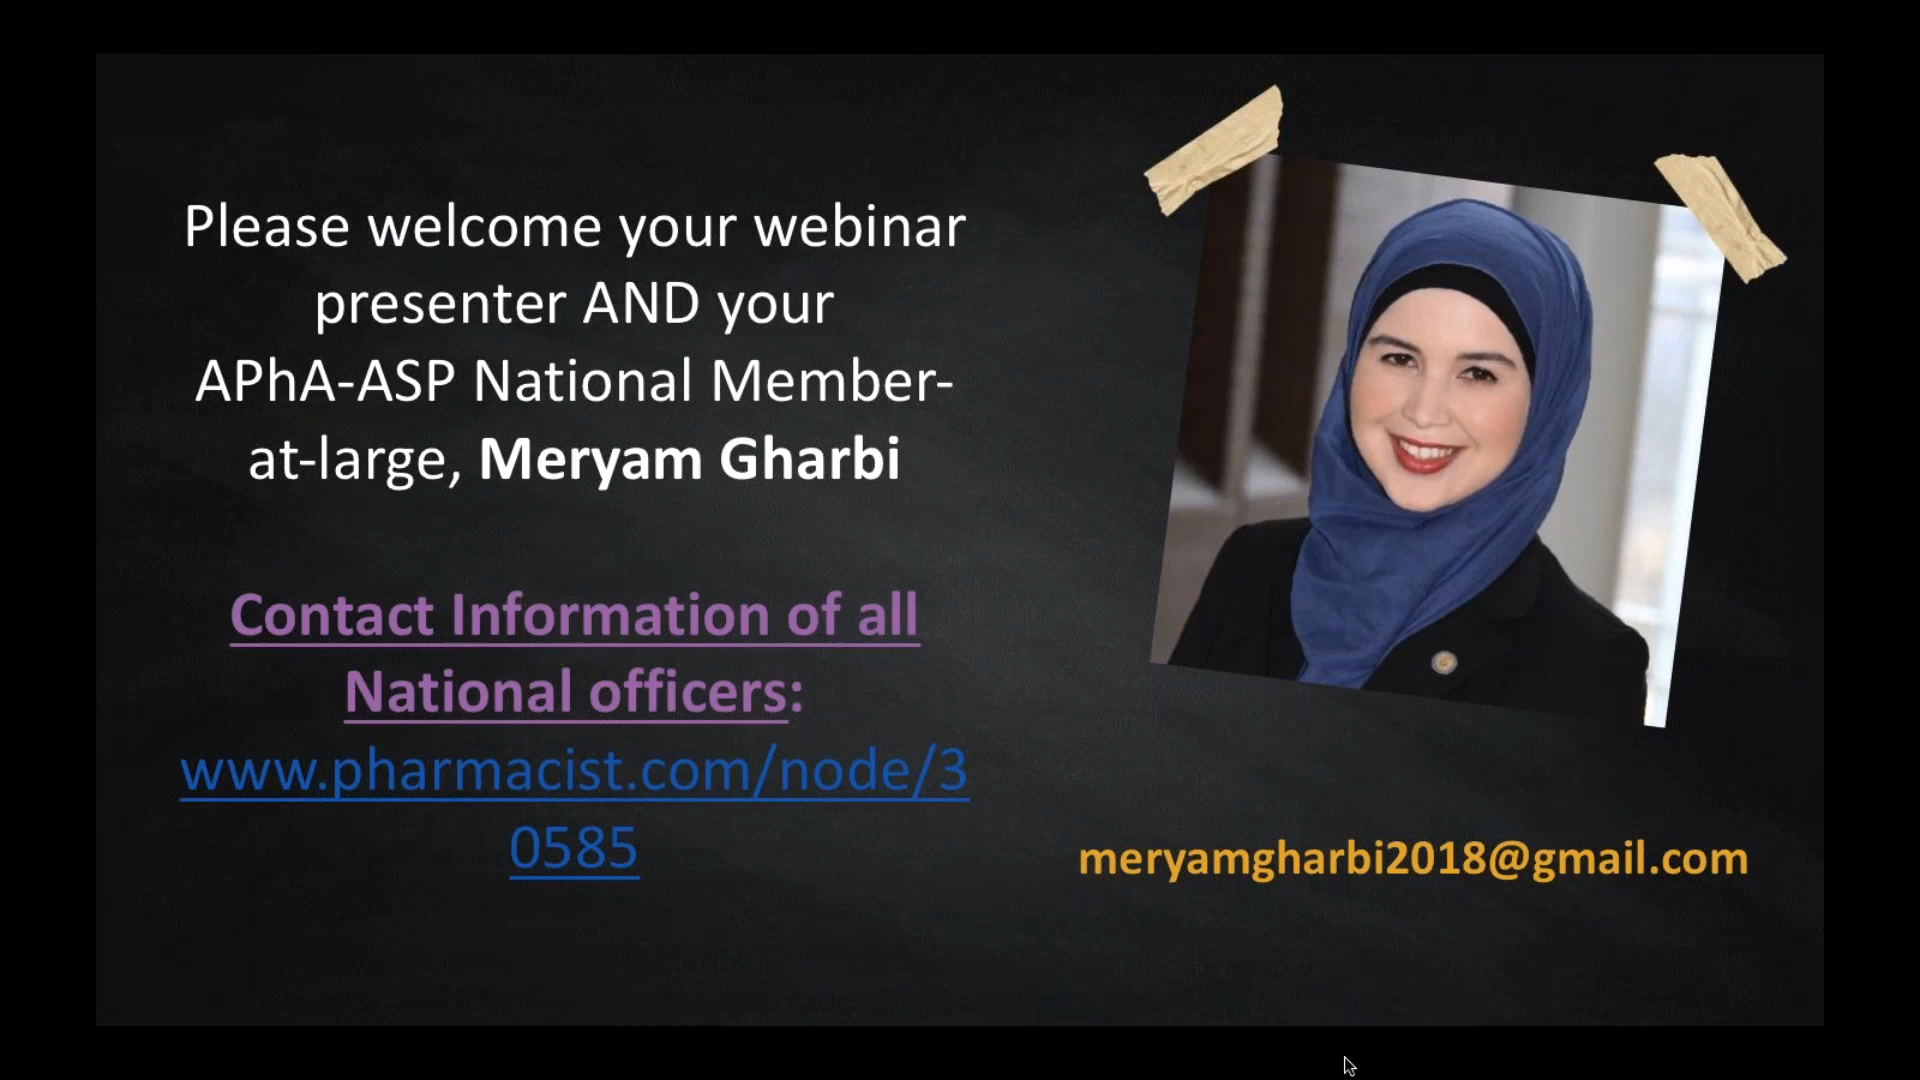 Please welcome your webinar
presenter AND your
APhA-ASP National Member-
at-large, Meryam Gharbi
Contact Information of all
National officers:
www.pharmacist.com/node/3
0585
meryamgharbi2018@gmail.com